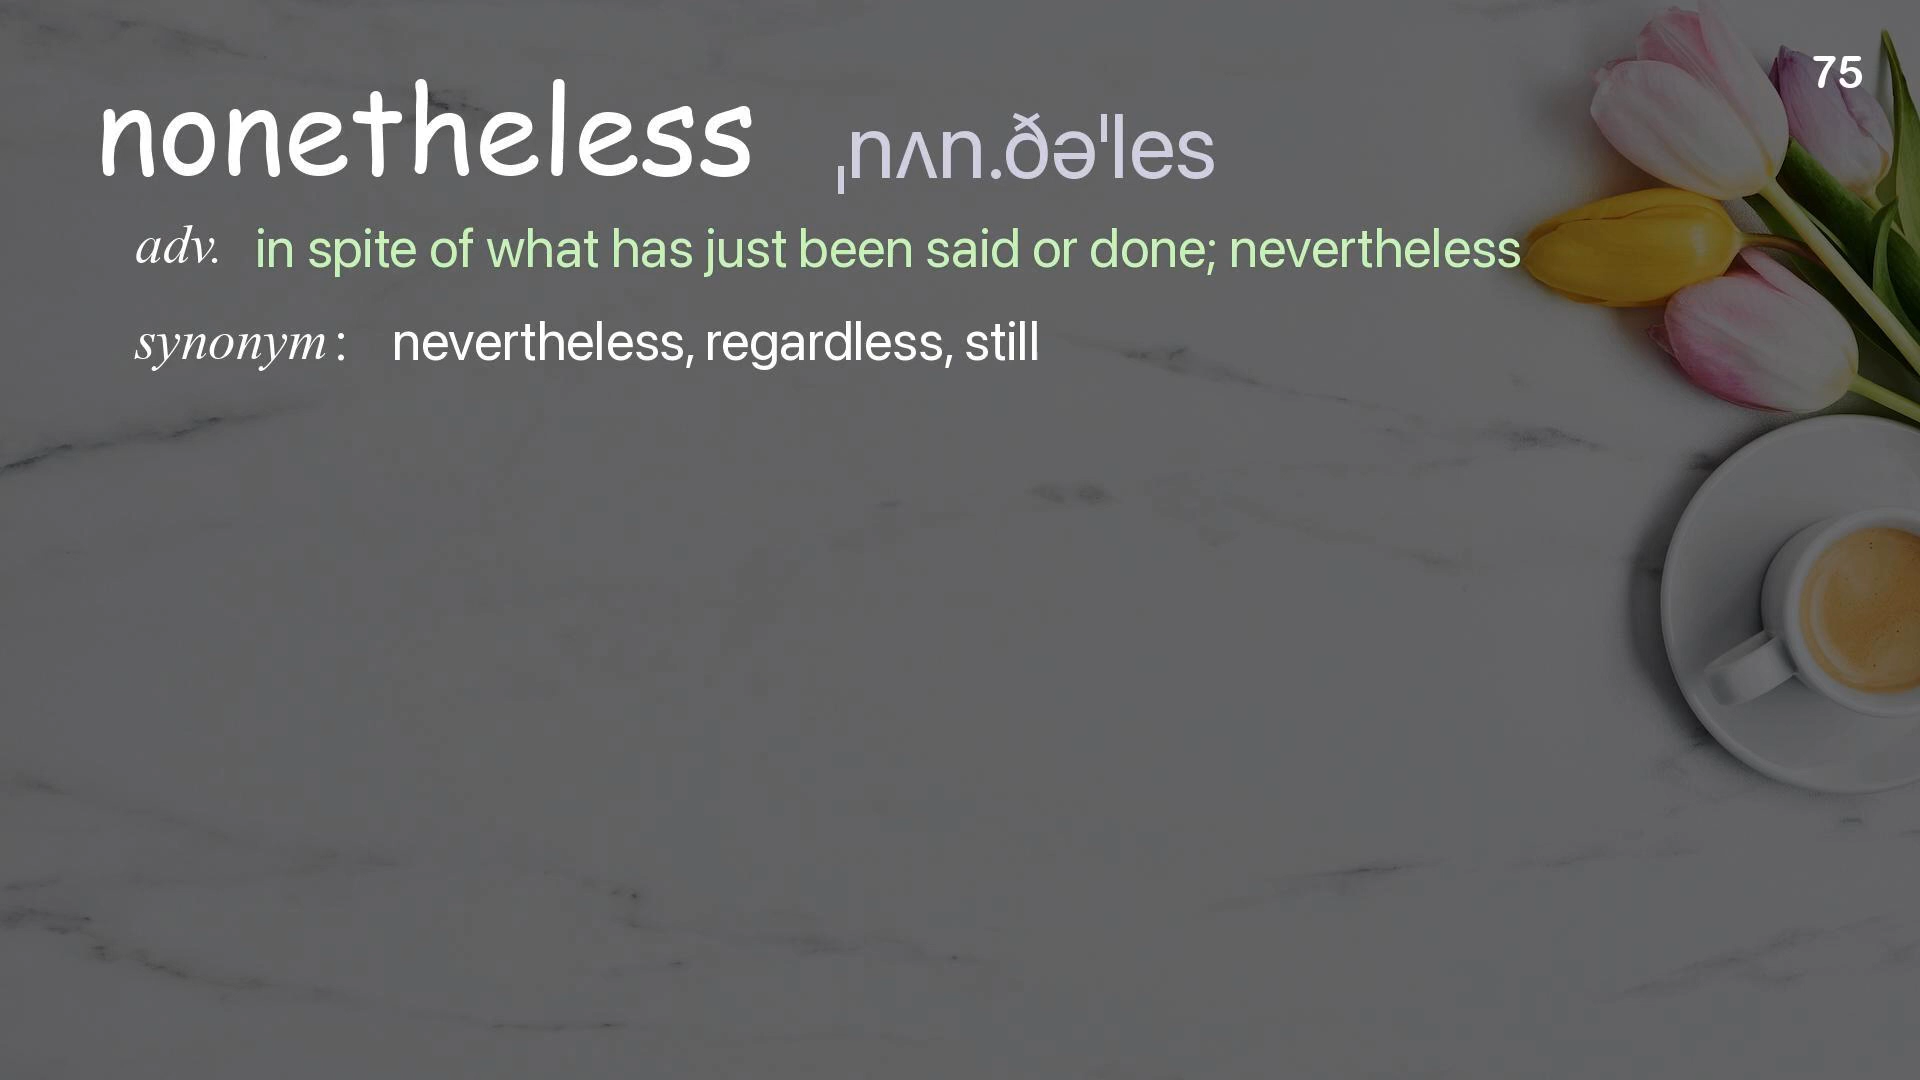 75
nonetheless ˌnʌn.ðəˈles
adv. in spite of what has just been said or done; nevertheless
synonym: nevertheless, regardless, still